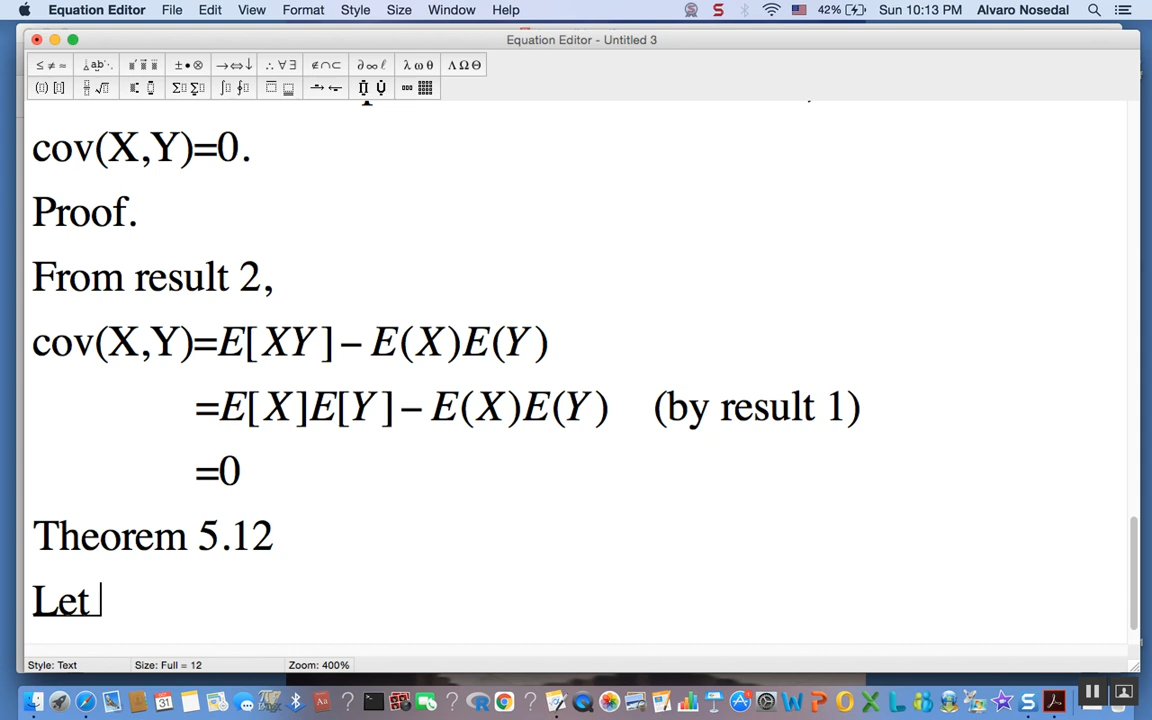 Equation Editor File Edit View Format Style Size Window Help 42% Sun 10:13 PM Alvaro Nosedal
Equation Editor - Untitled 3
cov(X,Y)=0.
Proof.
From result 2,
cov(X,Y)=E[XY]−E(X)E(Y)
=E[X]E[Y]−E(X)E(Y) (by result 1)
=0
Theorem 5.12
Let
Style: Text Size: Full = 12 Zoom: 400%